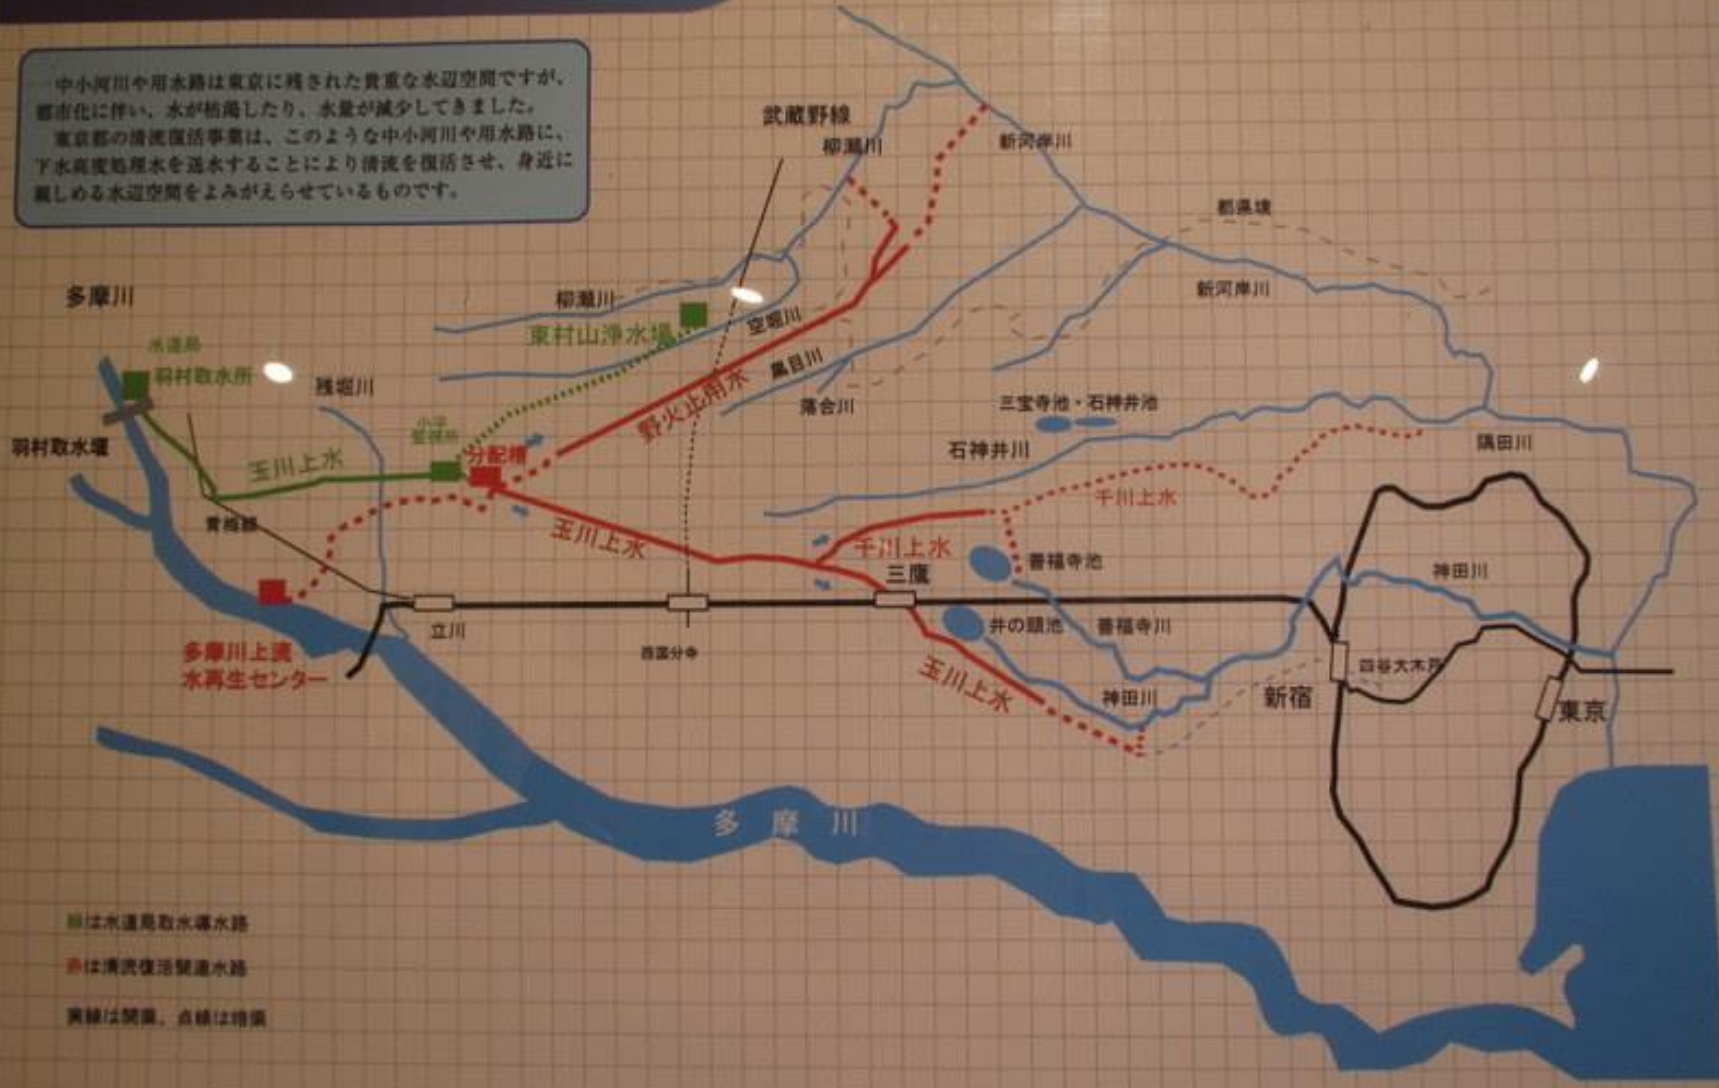 中小河川や用水路は東京に残された貴重な水辺空間ですが、
都市化に伴い、水が枯渇したり、水量が減少してきました。
東京都の清流復活事業は、このような中小河川や用水路に、
下水高度処理水を送水することにより清流を復活させ、身近に
親しめる水辺空間をよみがえらせているものです。
武蔵野線
柳瀬川
新河岸川
都県境
多摩川
柳瀬川
新河岸川
東村山浄水場
空堀川
水道局
羽村取水所
残堀川
黒目川
野火止用水
落合川
三宝寺池・石神井池
小平
監視所
羽村取水堰
玉川上水
分配槽
石神井川
隅田川
千川上水
青梅線
玉川上水
千川上水
三鷹
善福寺池
神田川
立川
西国分寺
井の頭池
善福寺川
多摩川上流
水再生センター
玉川上水
神田川
四谷大木戸
新宿
東京
多摩川
緑は水道局取水導水路
赤は清流復活関連水路
実線は開渠、点線は暗渠